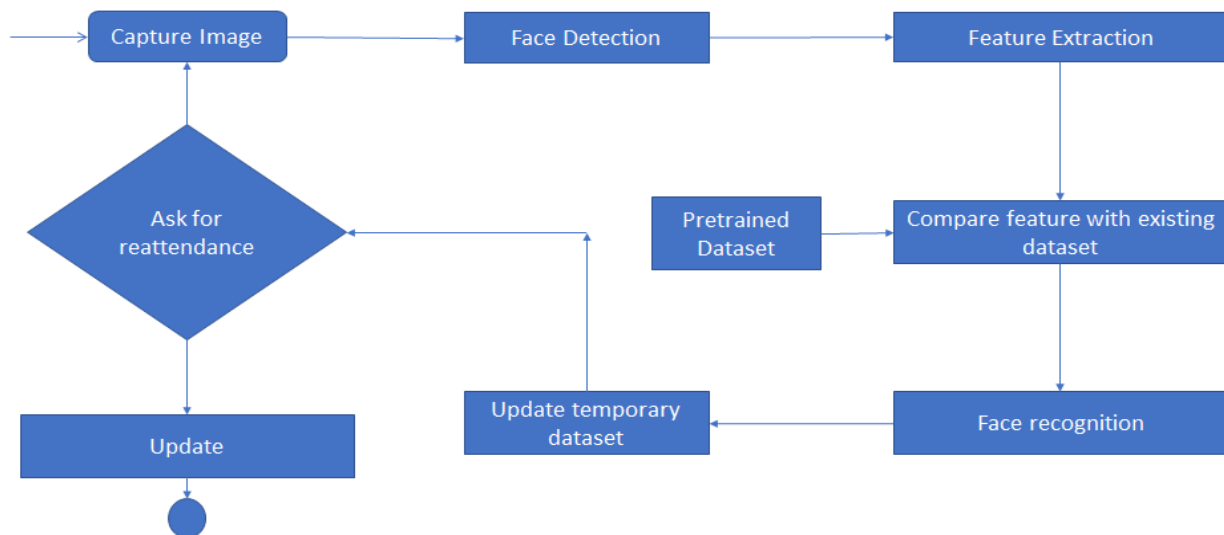 Capture Image
Face Detection
Feature Extraction
Ask for
reattendance
Pretrained
Dataset
Compare feature with existing
dataset
Update temporary
dataset
Face recognition
Update